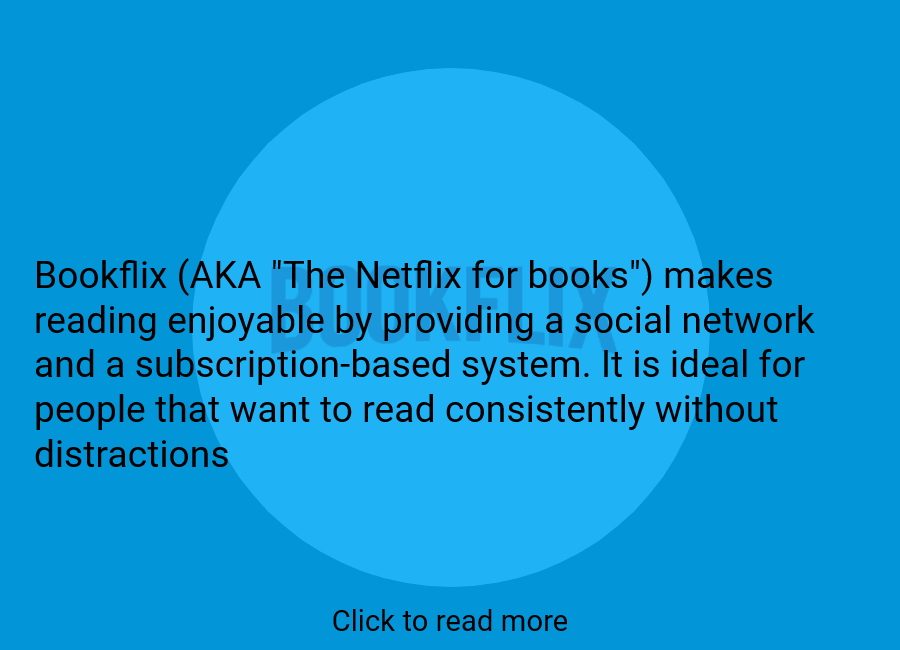 BOOKFLIX
Bookflix (AKA "The Netflix for books") makes
reading enjoyable by providing a social network
and a subscription-based system. It is ideal for
people that want to read consistently without
distractions
Click to read more